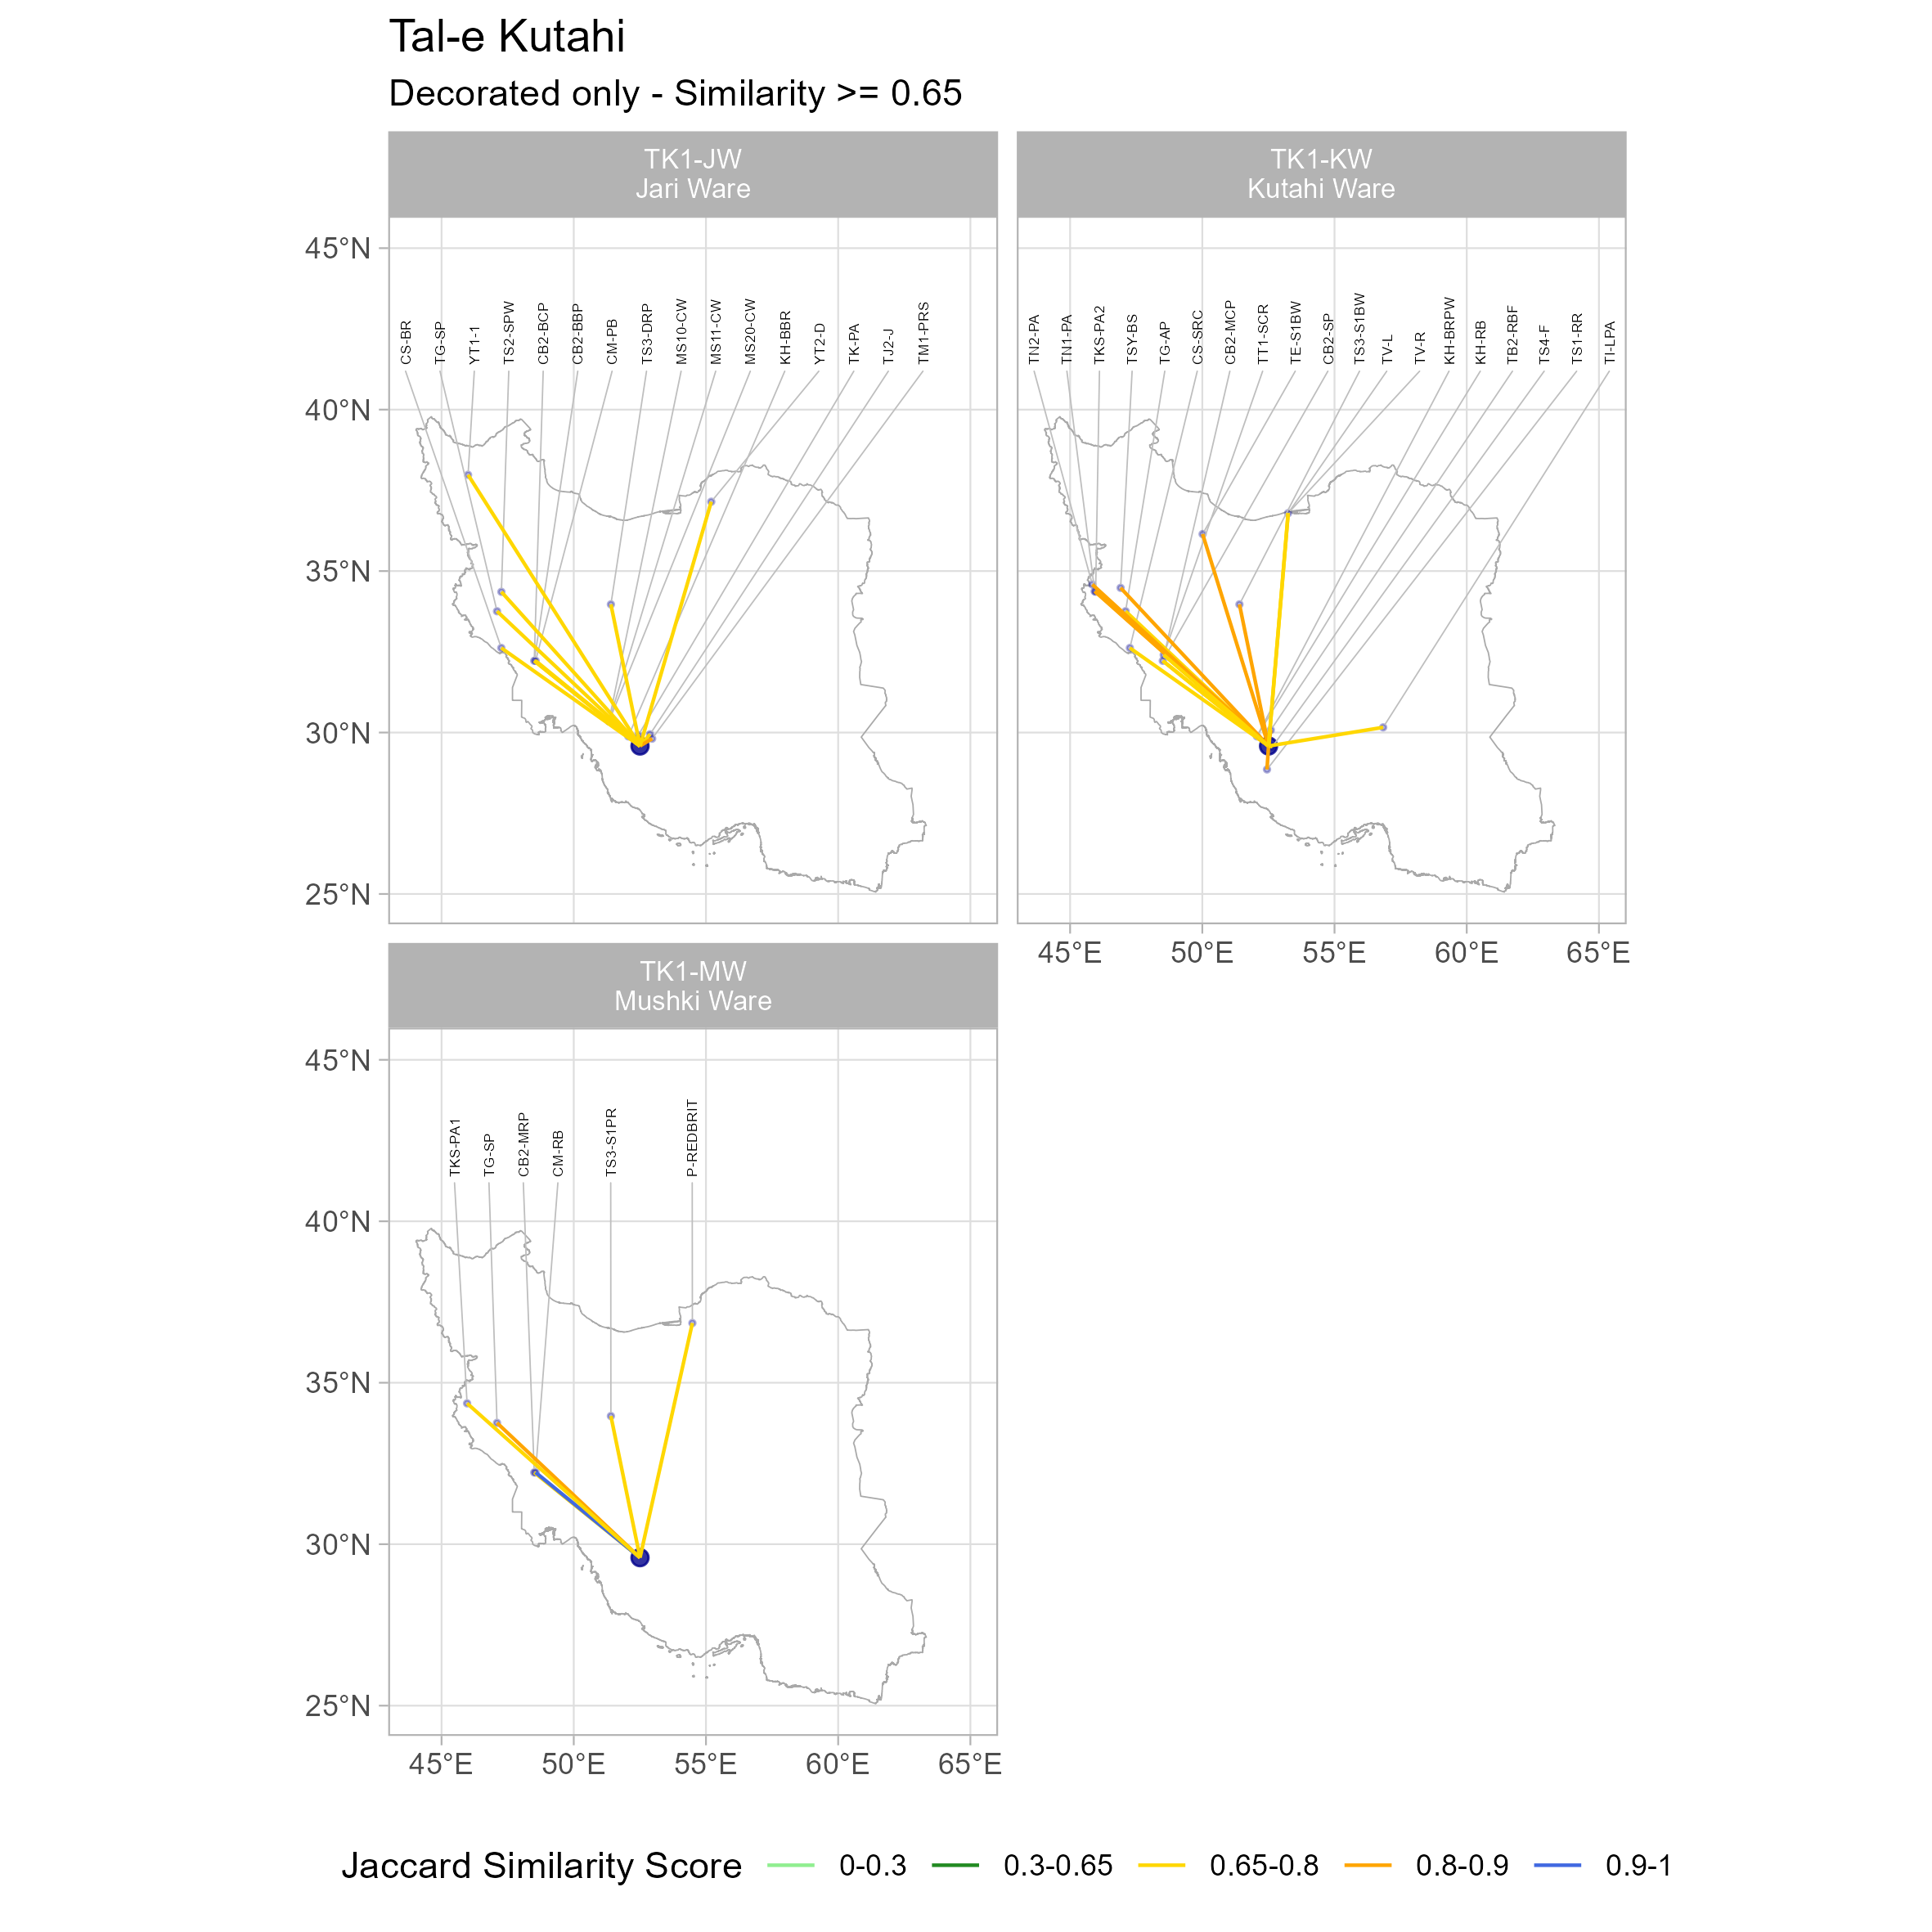 Tal-e Kutahi
Decorated only - Similarity >= 0.65
TK1-JW
Jari Ware
TK1-KW
Kutahi Ware
45°N
40°N
35°N
30°N
25°N
CS-BR
TG-SP
YT1-1
TS2-SPW
CB2-BCP
CB2-BBP
CM-PB
TS3-DRP
MS10-CW
MS11-CW
MS20-CW
KH-BBR
YT2-D
TK-PA
TJ2-J
TM1-PRS
TN2-PA
TN1-PA
TKS-PA2
TSY-BS
TG-AP
CS-SRC
CB2-MCP
TT1-SCR
TE-S1BW
CB2-SP
TS3-S1BW
TV-L
TV-R
KH-BRPW
KH-RB
TB2-RBF
TS4-F
TS1-RR
TI-LPA
45°E 50°E 55°E 60°E 65°E
TK1-MW
Mushki Ware
45°N
40°N
35°N
30°N
25°N
TKS-PA1
TG-SP
CB2-MRP
CM-RB
TS3-S1PR
P-REDBRIT
45°E 50°E 55°E 60°E 65°E
Jaccard Similarity Score 0-0.3 0.3-0.65 0.65-0.8 0.8-0.9 0.9-1